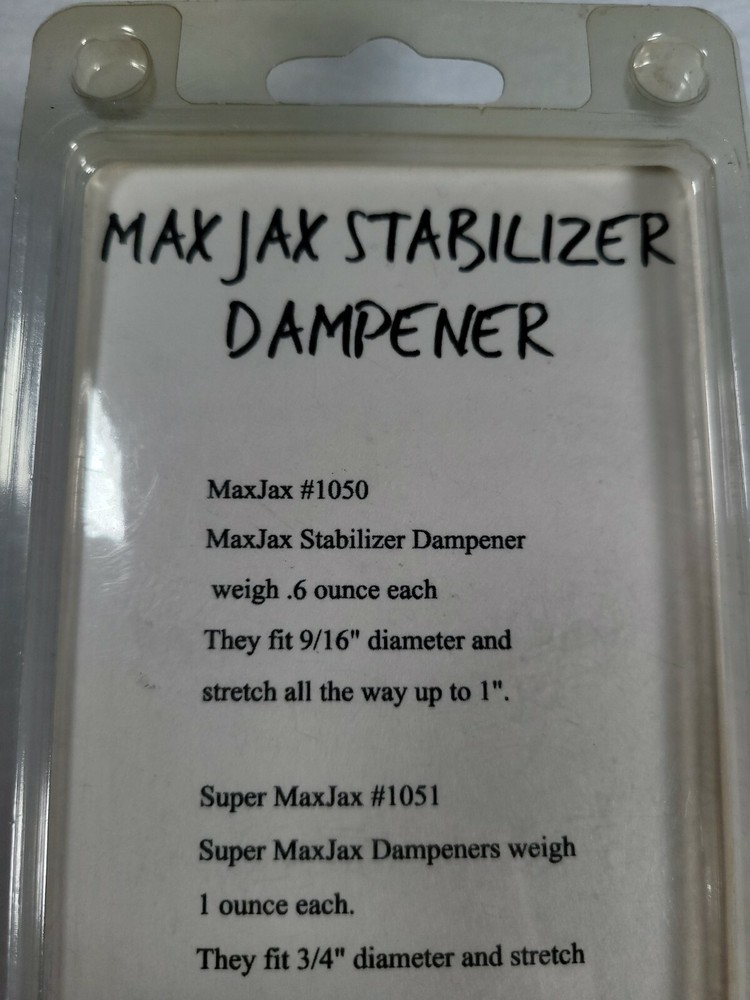 MAX JAX STABILIZER
DAMPENER
MaxJax #1050
MaxJax Stabilizer Dampener
weigh .6 ounce each
They fit 9/16" diameter and
stretch all the way up to 1".
Super MaxJax #1051
Super MaxJax Dampeners weigh
1 ounce each.
They fit 3/4" diameter and stretch